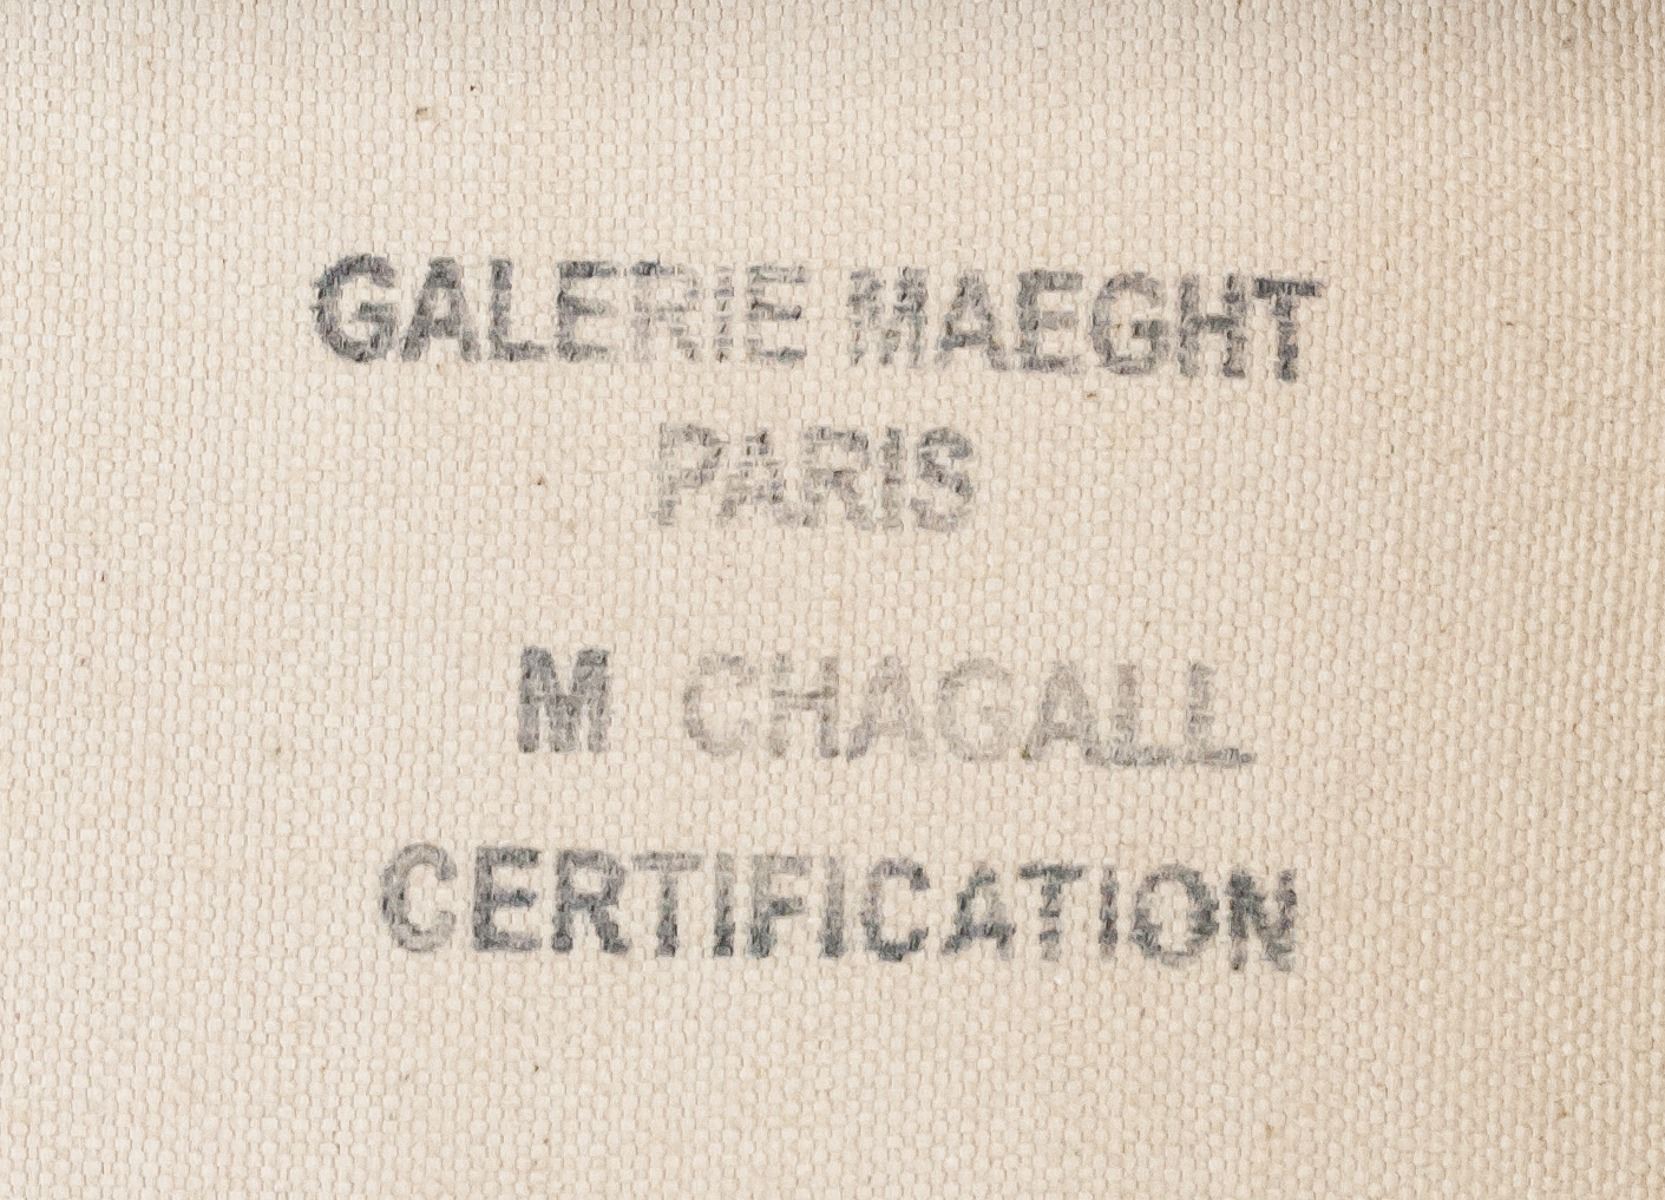 GALERIE MAEGHT
PARIS
M CHAGALL
CERTIFICATION